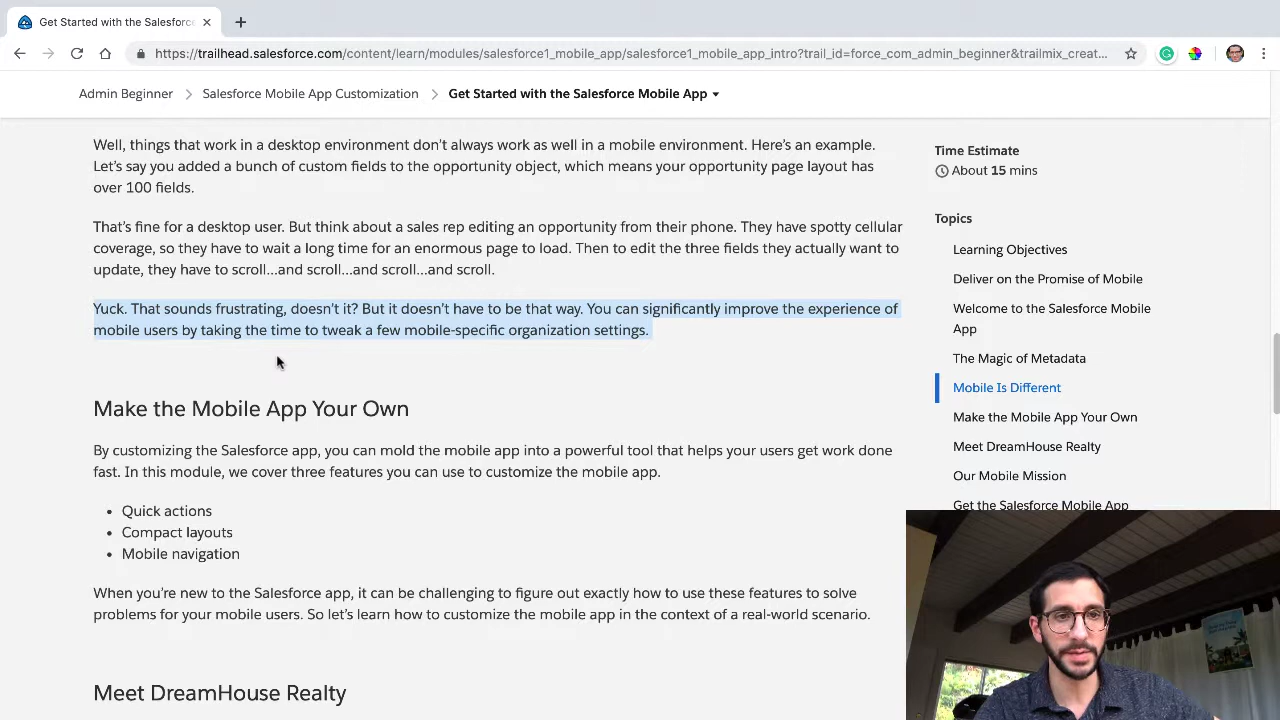 Get Started with the Salesforc
https://trailhead.salesforce.com/content/learn/modules/salesforce1_mobile_app/salesforce1_mobile_app_intro?trail_id=force_com_admin_beginner&trailmix_creat...
Admin Beginner
Salesforce Mobile App Customization
Get Started with the Salesforce Mobile App
Well, things that work in a desktop environment don’t always work as well in a mobile environment. Here’s an example.
Let’s say you added a bunch of custom fields to the opportunity object, which means your opportunity page layout has
over 100 fields.
That’s fine for a desktop user. But think about a sales rep editing an opportunity from their phone. They have spotty cellular
coverage, so they have to wait a long time for an enormous page to load. Then to edit the three fields they actually want to
update, they have to scroll...and scroll...and scroll...and scroll.
Yuck. That sounds frustrating, doesn’t it? But it doesn’t have to be that way. You can significantly improve the experience of
mobile users by taking the time to tweak a few mobile-specific organization settings.
Make the Mobile App Your Own
By customizing the Salesforce app, you can mold the mobile app into a powerful tool that helps your users get work done
fast. In this module, we cover three features you can use to customize the mobile app.
• Quick actions
• Compact layouts
• Mobile navigation
When you’re new to the Salesforce app, it can be challenging to figure out exactly how to use these features to solve
problems for your mobile users. So let’s learn how to customize the mobile app in the context of a real-world scenario.
Meet DreamHouse Realty
Time Estimate
About 15 mins
Topics
Learning Objectives
Deliver on the Promise of Mobile
Welcome to the Salesforce Mobile
App
The Magic of Metadata
Mobile Is Different
Make the Mobile App Your Own
Meet DreamHouse Realty
Our Mobile Mission
Get the Salesforce Mobile App